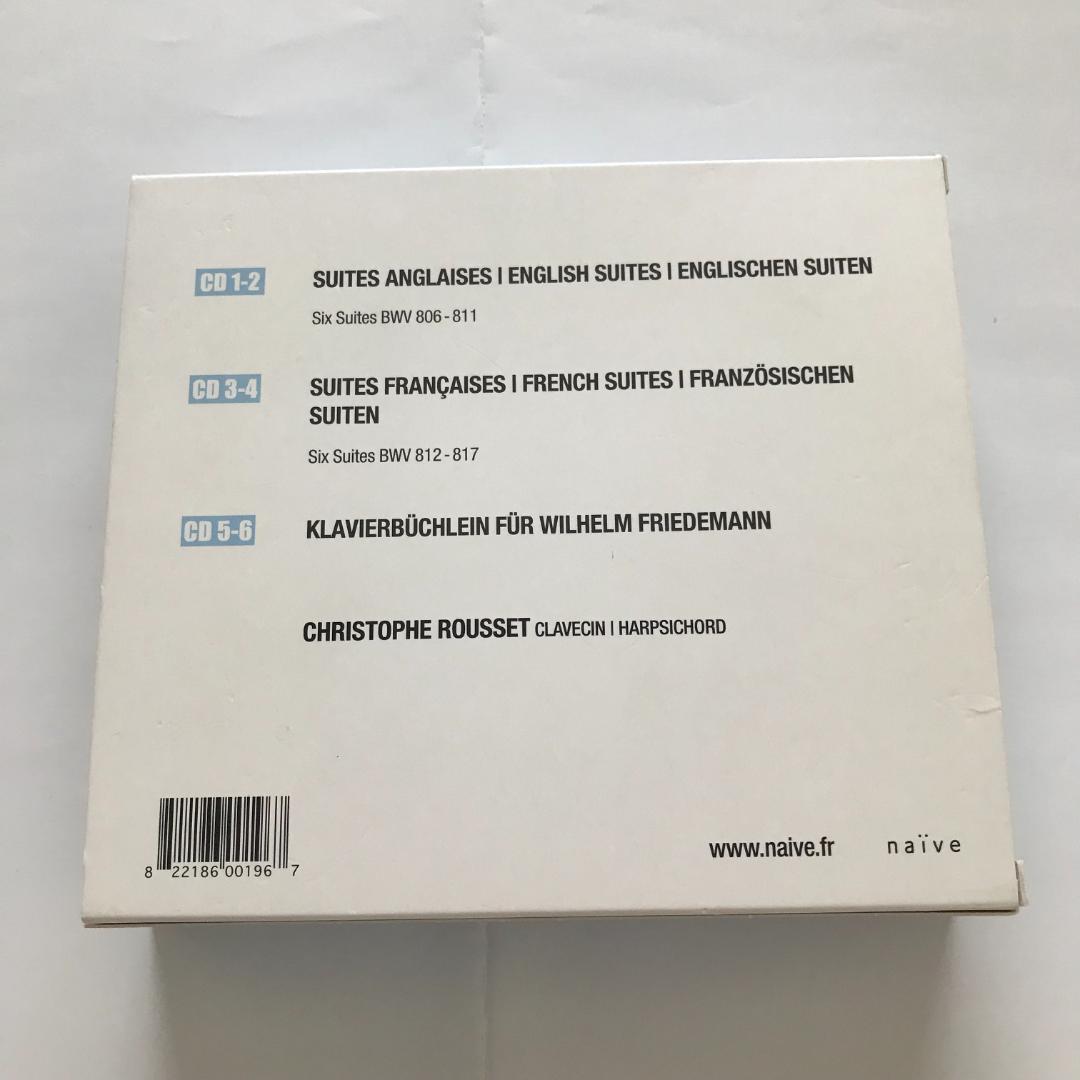 CD 1-2
SUITES ANGLAISES | ENGLISH SUITES | ENGLISCHEN SUITEN
Six Suites BWV 806 - 811
CD 3-4
SUITES FRANÇAISES | FRENCH SUITES | FRANZÖSISCHEN
SUITEN
Six Suites BWV 812 - 817
CD 5-6
KLAVIERBÜCHLEIN FÜR WILHELM FRIEDEMANN
CHRISTOPHE ROUSSET CLAVECIN | HARPSICHORD
8 22186 00196 7
www.naive.fr
naïve